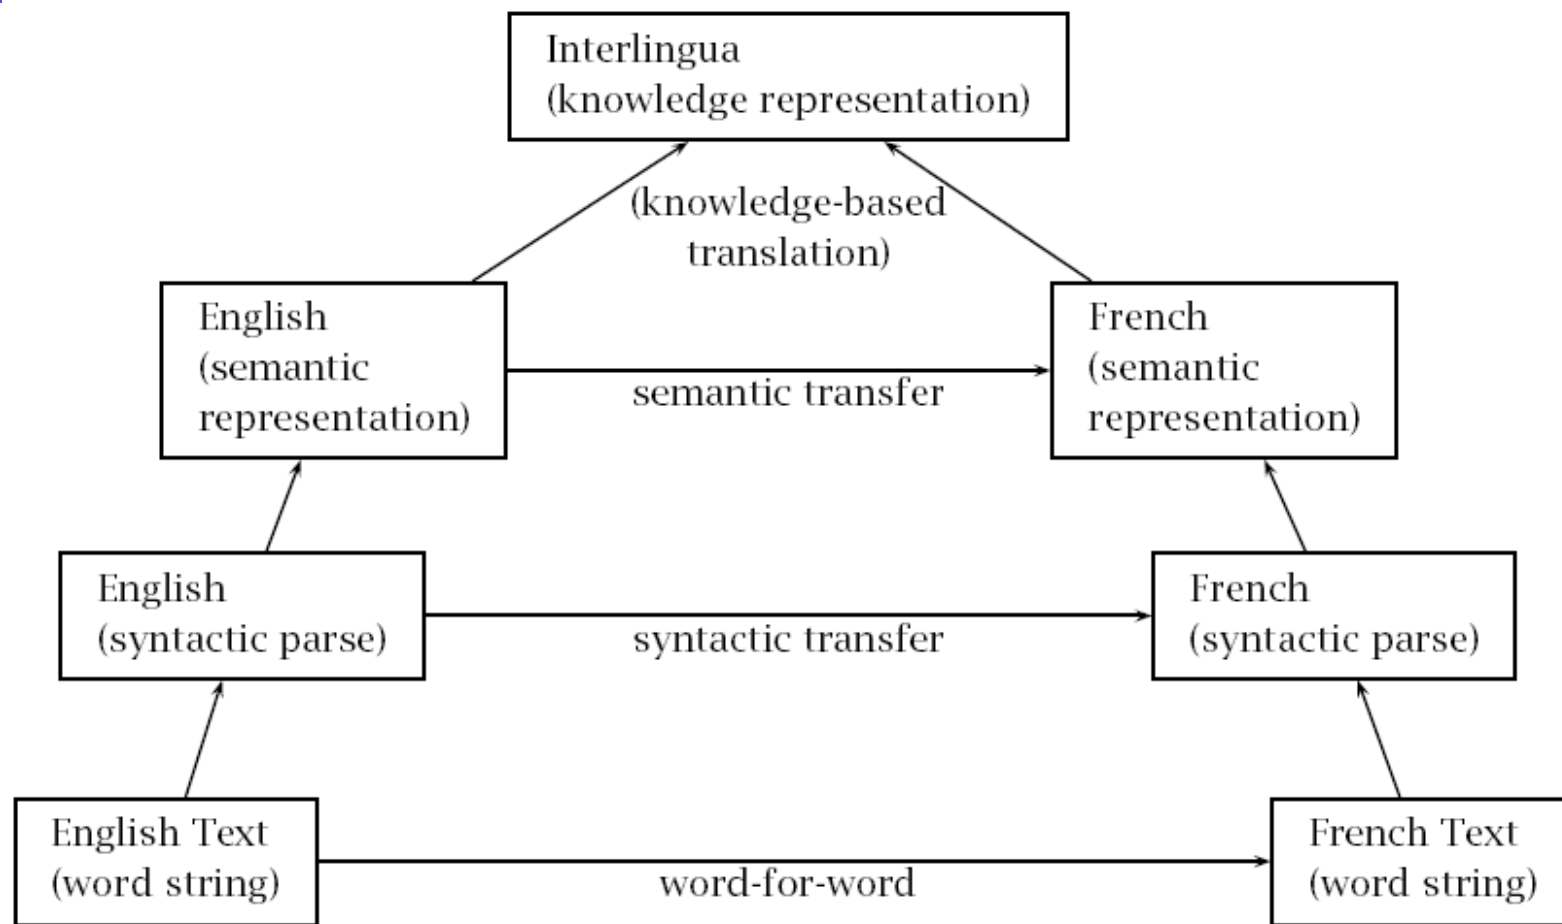 Interlingua
(knowledge representation)
(knowledge-based
translation)
English
(semantic
representation)
semantic transfer
French
(semantic
representation)
English
(syntactic parse)
syntactic transfer
French
(syntactic parse)
English Text
(word string)
word-for-word
French Text
(word string)